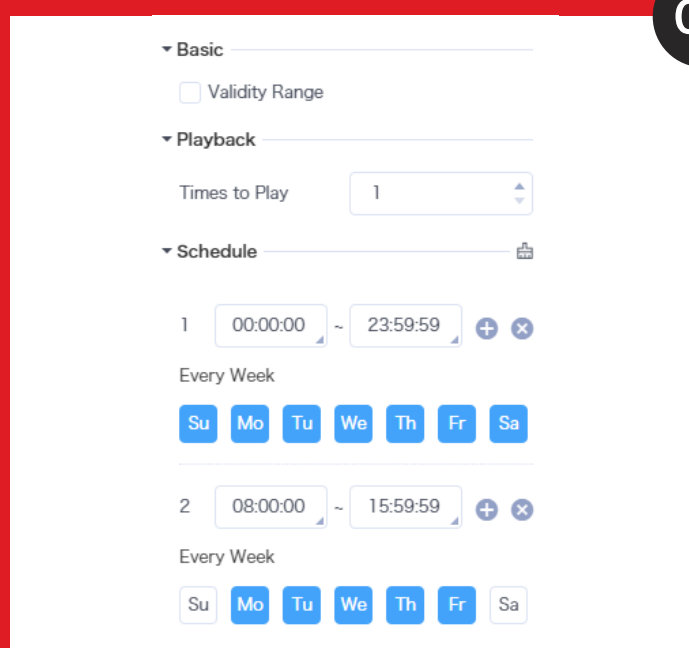 Basic
Validity Range
Playback
Times to Play 1
Schedule
1 00:00:00 ~ 23:59:59
Every Week
Su Mo Tu We Th Fr Sa
2 08:00:00 ~ 15:59:59
Every Week
Su Mo Tu We Th Fr Sa